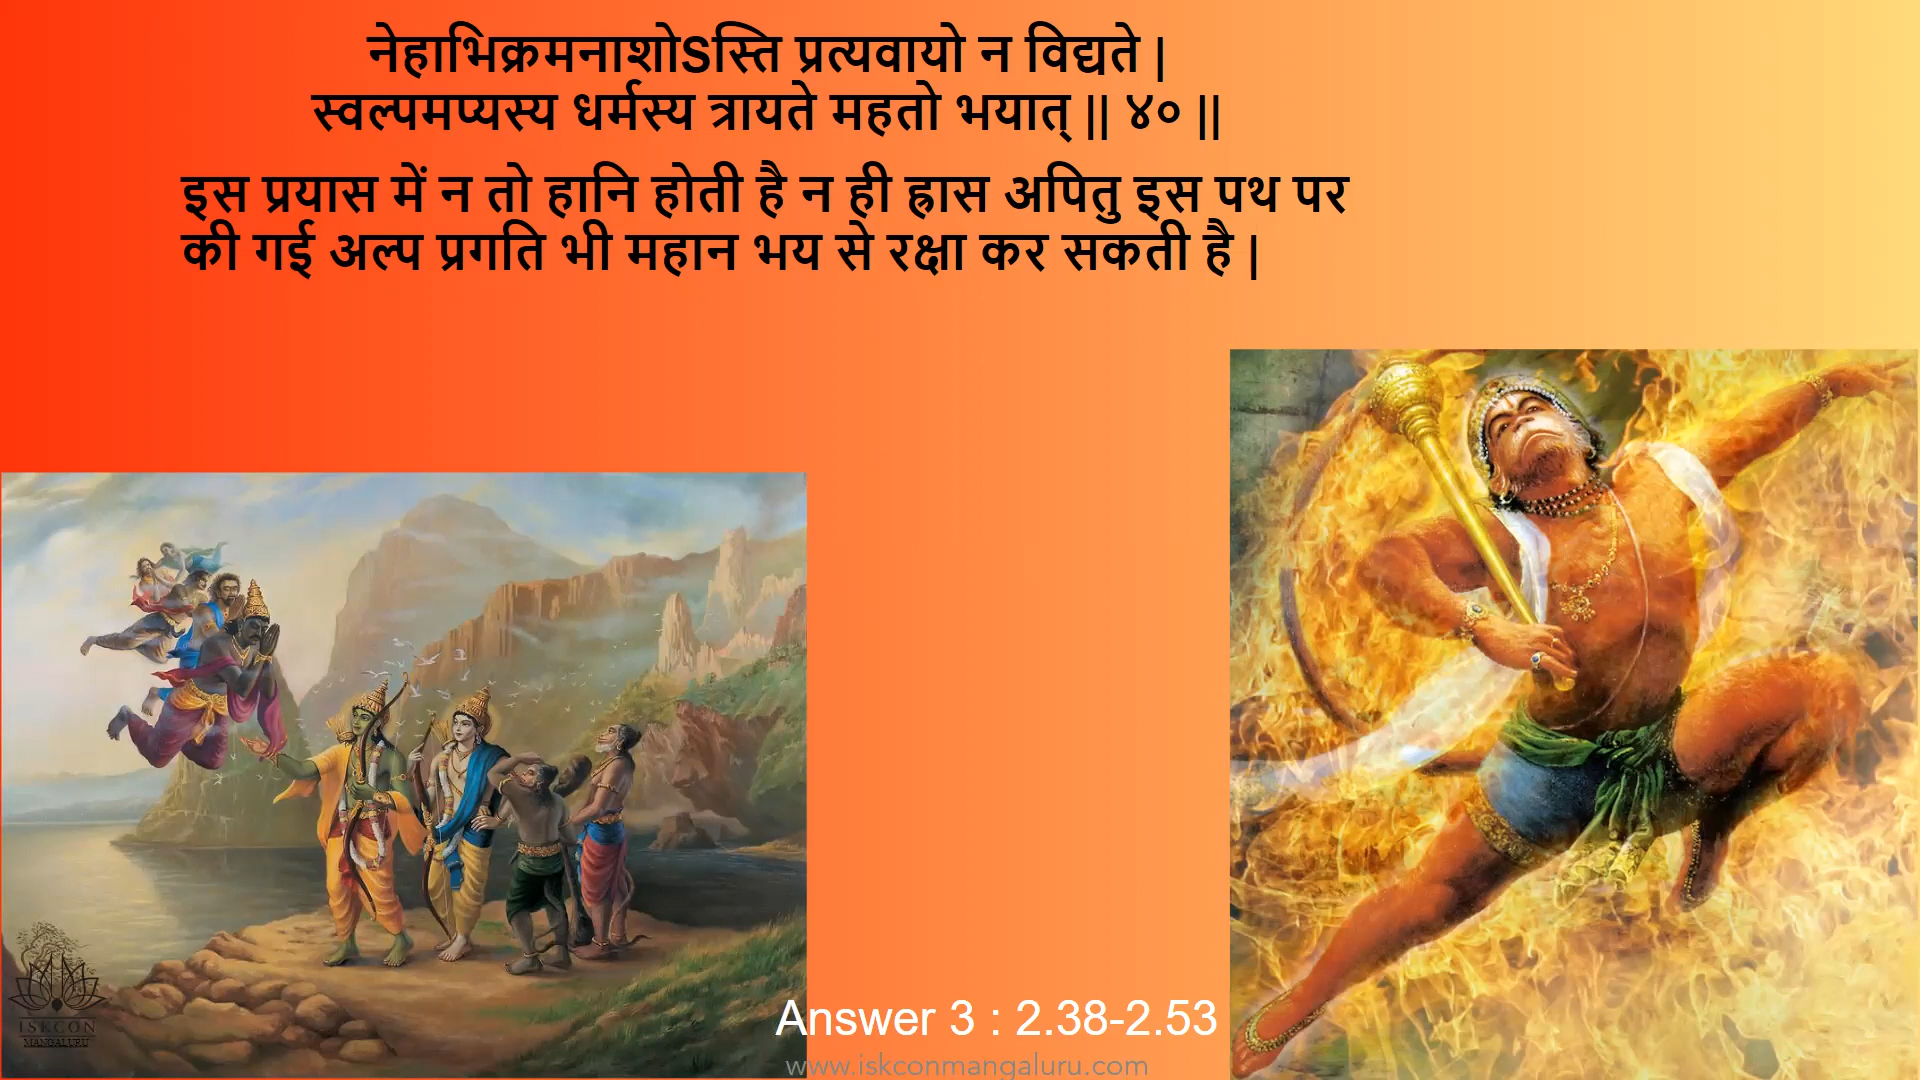 नेहाभिक्रमनाशोSस्ति प्रत्यवायो न विद्यते |
स्वल्पमप्यस्य धर्मस्य त्रायते महतो भयात् || ४० ||
इस प्रयास में न तो हानि होती है न ही ह्रास अपितु इस पथ पर
की गई अल्प प्रगति भी महान भय से रक्षा कर सकती है |
ISKCON
MANGALURU
Answer 3 : 2.38-2.53
www.iskconmangaluru.com